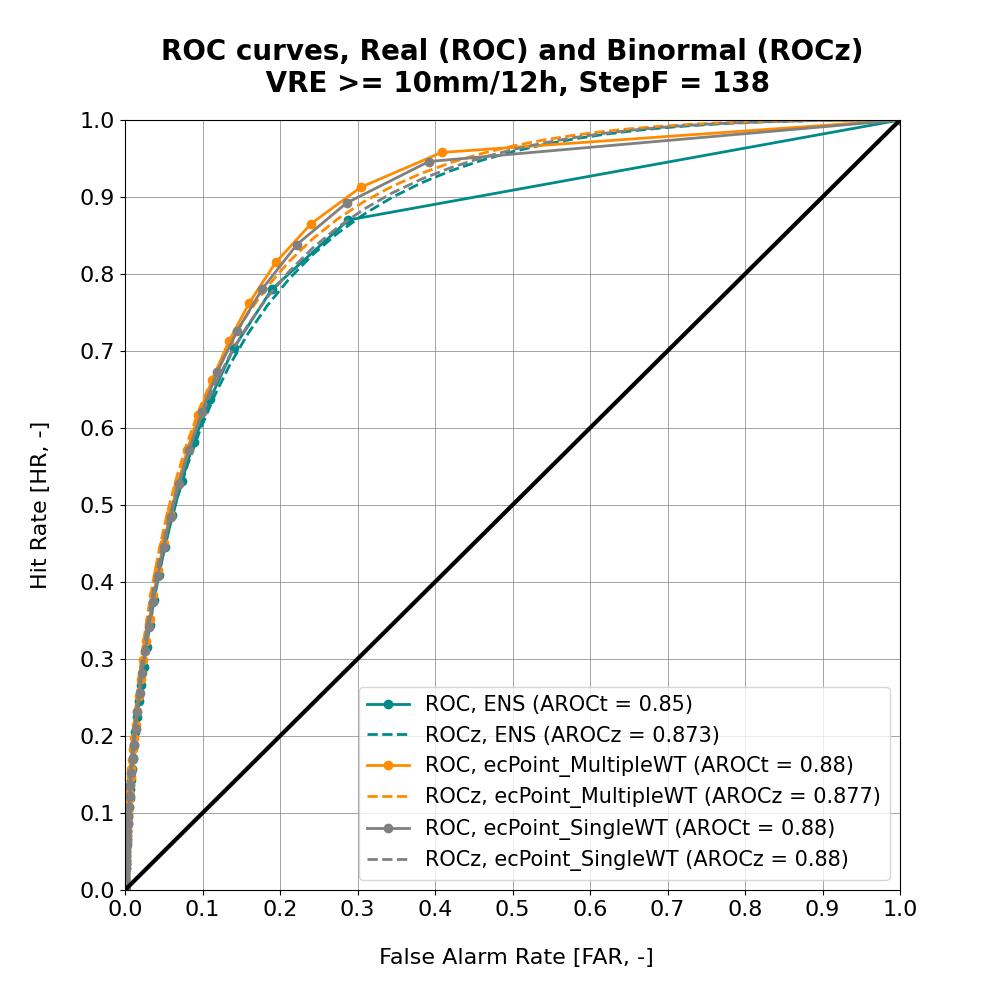 ROC curves, Real (ROC) and Binormal (ROCz)
VRE >= 10mm/12h, StepF = 138
1.0
0.9
0.8
0.7
0.6
0.5
0.4
0.3
0.2
0.1
0.0
Hit Rate [HR, -]
ROC, ENS (AROCt = 0.85)
ROCz, ENS (AROCz = 0.873)
ROC, ecPoint_MultipleWT (AROCt = 0.88)
ROCz, ecPoint_MultipleWT (AROCz = 0.877)
ROC, ecPoint_SingleWT (AROCt = 0.88)
ROCz, ecPoint_SingleWT (AROCz = 0.88)
0.0 0.1 0.2 0.3 0.4 0.5 0.6 0.7 0.8 0.9 1.0
False Alarm Rate [FAR, -]